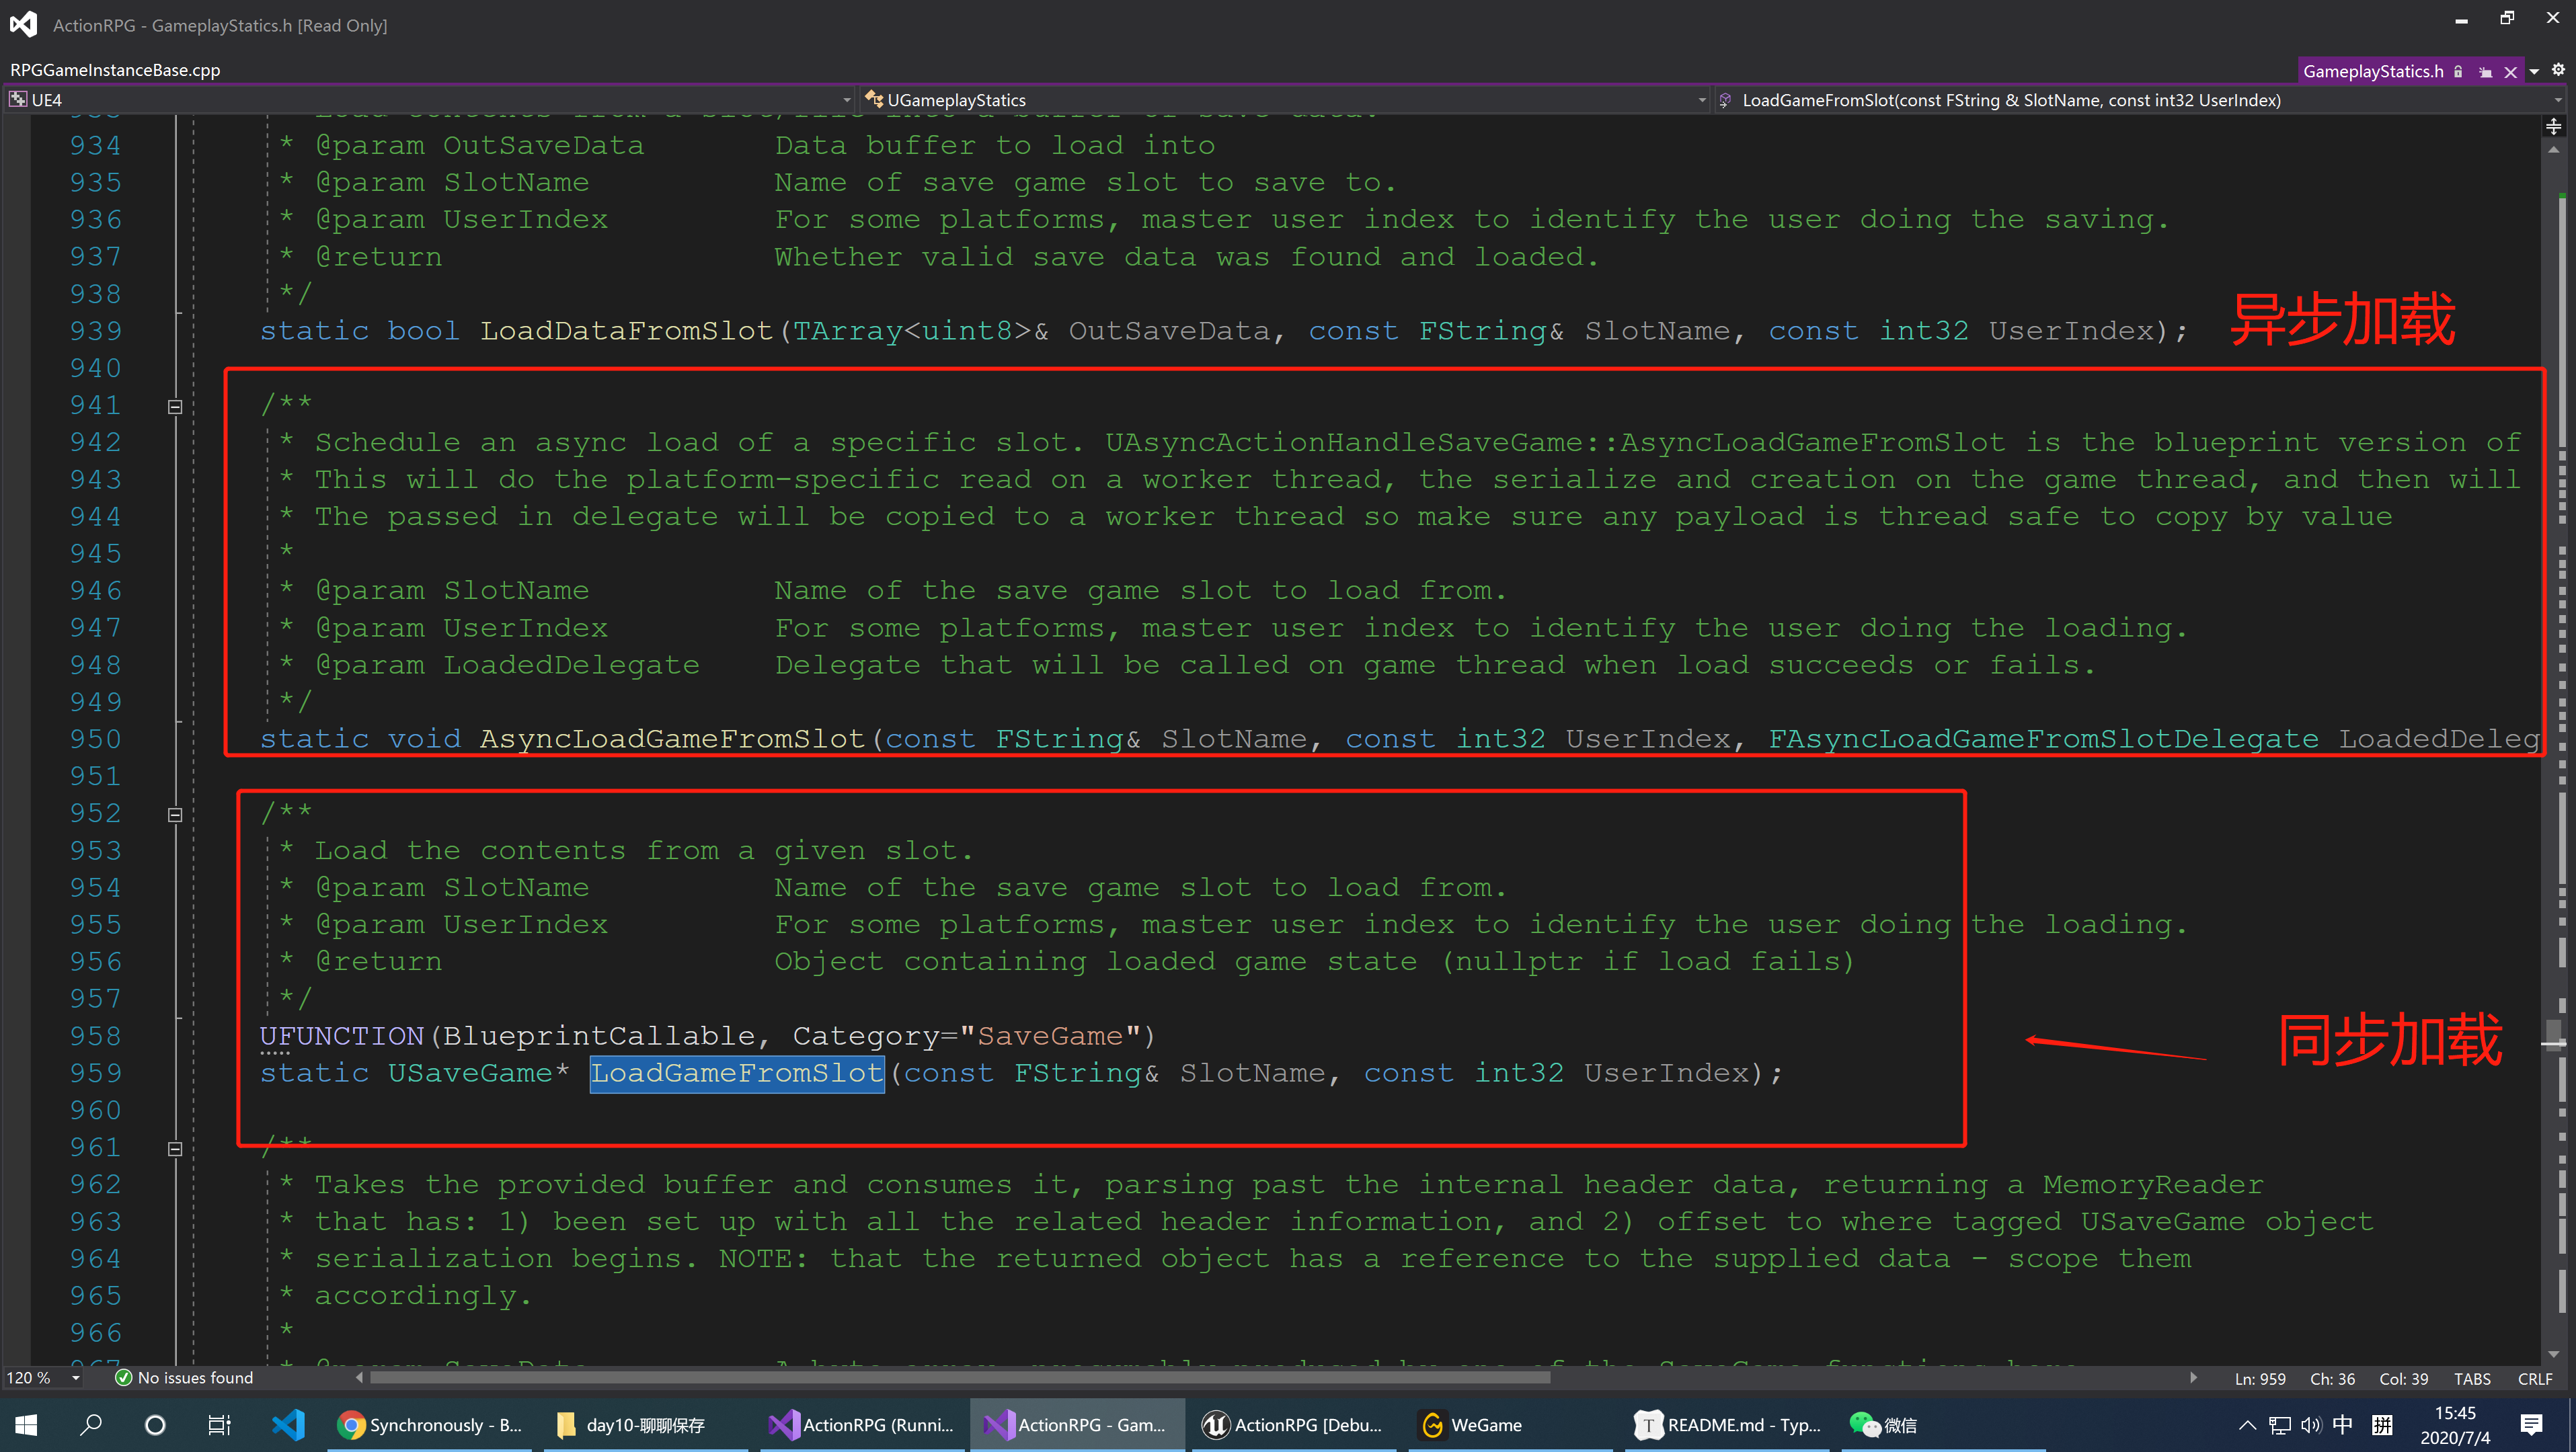 ActionRPG - GameplayStatics.h [Read Only]
RPGGameInstanceBase.cpp
GameplayStatics.h
UE4
UGameplayStatics
LoadGameFromSlot(const FString & SlotName, const int32 UserIndex)
934 * @param OutSaveData Data buffer to load into
935 * @param SlotName Name of save game slot to save to.
936 * @param UserIndex For some platforms, master user index to identify the user doing the saving.
937 * @return Whether valid save data was found and loaded.
938 */
939 static bool LoadDataFromSlot(TArray<uint8>& OutSaveData, const FString& SlotName, const int32 UserIndex);
异步加载
940
941 /**
942 * Schedule an async load of a specific slot. UAsyncActionHandleSaveGame::AsyncLoadGameFromSlot is the blueprint version of
943 * This will do the platform-specific read on a worker thread, the serialize and creation on the game thread, and then will
944 * The passed in delegate will be copied to a worker thread so make sure any payload is thread safe to copy by value
945 *
946 * @param SlotName Name of the save game slot to load from.
947 * @param UserIndex For some platforms, master user index to identify the user doing the loading.
948 * @param LoadedDelegate Delegate that will be called on game thread when load succeeds or fails.
949 */
950 static void AsyncLoadGameFromSlot(const FString& SlotName, const int32 UserIndex, FAsyncLoadGameFromSlotDelegate LoadedDeleg
951
952 /**
953 * Load the contents from a given slot.
954 * @param SlotName Name of the save game slot to load from.
955 * @param UserIndex For some platforms, master user index to identify the user doing the loading.
956 * @return Object containing loaded game state (nullptr if load fails)
957 */
958 UFUNCTION(BlueprintCallable, Category="SaveGame")
同步加载
959 static USaveGame* LoadGameFromSlot(const FString& SlotName, const int32 UserIndex);
960
961 /**
962 * Takes the provided buffer and consumes it, parsing past the internal header data, returning a MemoryReader
963 * that has: 1) been set up with all the related header information, and 2) offset to where tagged USaveGame object
964 * serialization begins. NOTE: that the returned object has a reference to the supplied data - scope them
965 * accordingly.
966 *
120 %
No issues found
Ln: 959 Ch: 36 Col: 39 TABS CRLF
Synchronously - B...
day10-聊聊保存
ActionRPG (Runni...
ActionRPG - Gam...
ActionRPG [Debu...
WeGame
README.md - Typ...
微信
中
拼
15:45
2020/7/4